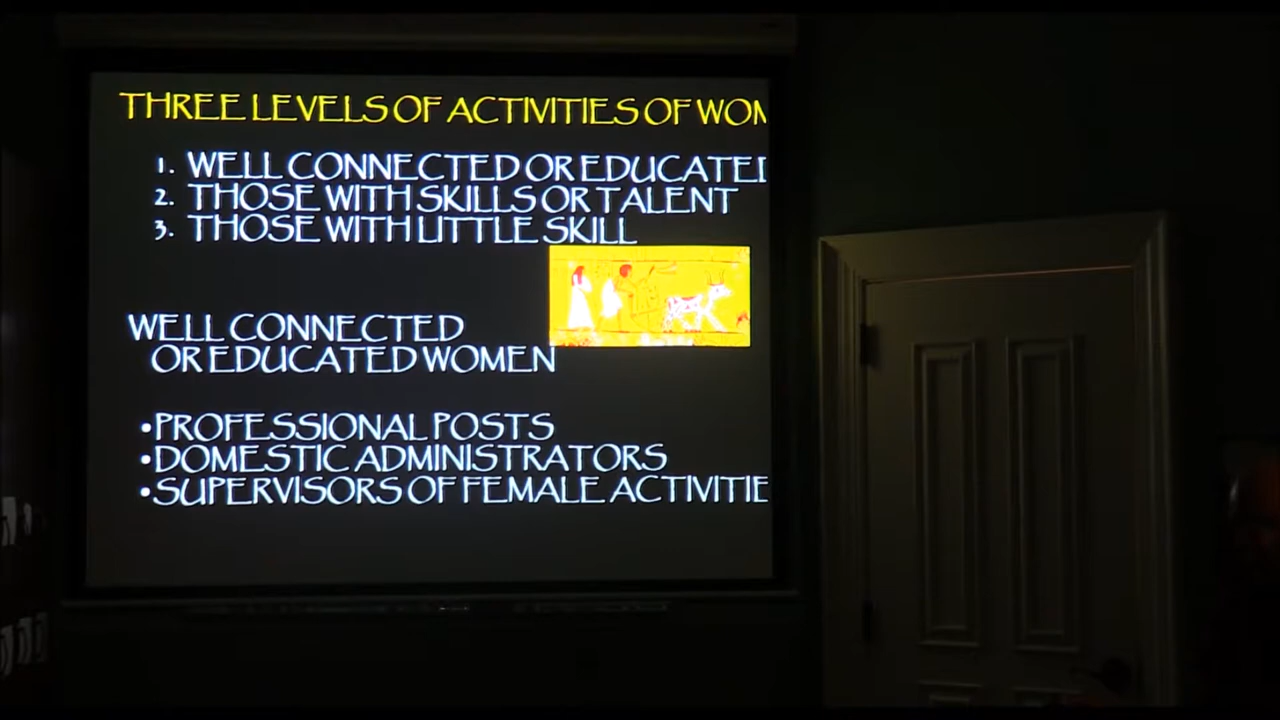 THREE LEVELS OF ACTIVITIES OF WOM
1. WELL CONNECTED OR EDUCATED
2. THOSE WITH SKILLS OR TALENT
3. THOSE WITH LITTLE SKILL
WELL CONNECTED
OR EDUCATED WOMEN
•PROFESSIONAL POSTS
•DOMESTIC ADMINISTRATORS
•SUPERVISORS OF FEMALE ACTIVITIE